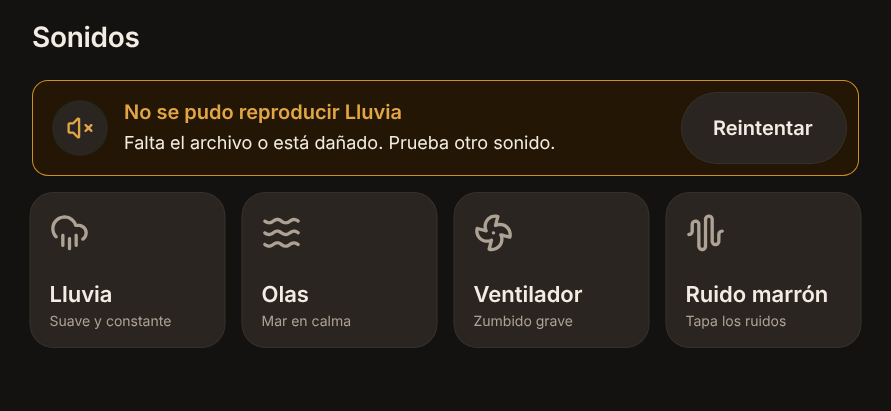 Sonidos
No se pudo reproducir Lluvia
Falta el archivo o está dañado. Prueba otro sonido.
Reintentar
Lluvia
Suave y constante
Olas
Mar en calma
Ventilador
Zumbido grave
Ruido marrón
Tapa los ruidos